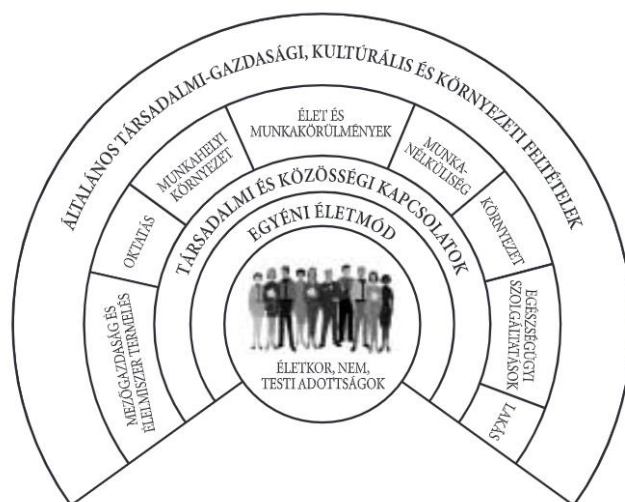 ÁLTALÁNOS TÁRSADALMI-GAZDASÁGI, KULTÚRÁLIS ÉS KÖRNYEZETI FELTÉTELEK
MEZŐGAZDASÁG ÉS
ÉLELMISZER TERMELÉS
OKTATÁS
MUNKAHELYI
KÖRNYEZET
ÉLET ÉS
MUNKAKÖRÜLMÉNYEK
MUNKA-
NÉLKÜLISÉG
KÖRNYEZET
EGÉSZSÉGÜGYI
SZOLGÁLTATÁSOK
LAKÁS
TÁRSADALMI ÉS KÖZÖSSÉGI KAPCSOLATOK
EGYÉNI ÉLETMÓD
ÉLETKOR, NEM,
TESTI ADOTTSÁGOK